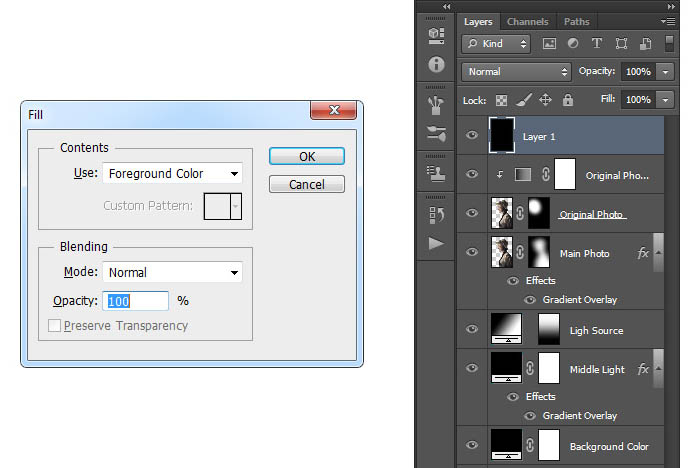 Fill
Contents
Use: Foreground Color
Custom Pattern:
OK
Cancel
Blending
Mode: Normal
Opacity: 100 %
Preserve Transparency
Layers Channels Paths
Kind
Normal Opacity: 100%
Lock: Fill: 100%
Layer 1
Original Pho...
Original Photo
Main Photo fx
Effects
Gradient Overlay
Ligh Source
Middle Light fx
Effects
Gradient Overlay
Background Color